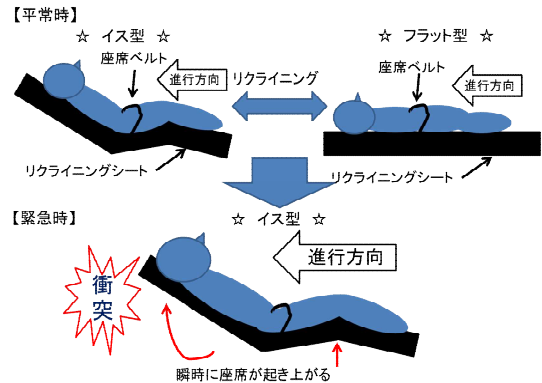 【平常時】
☆ イス型 ☆
座席ベルト
進行方向
リクライニング
リクライニングシート
☆ フラット型 ☆
座席ベルト
進行方向
リクライニングシート
【緊急時】
☆ イス型 ☆
進行方向
衝突
瞬時に座席が起き上がる